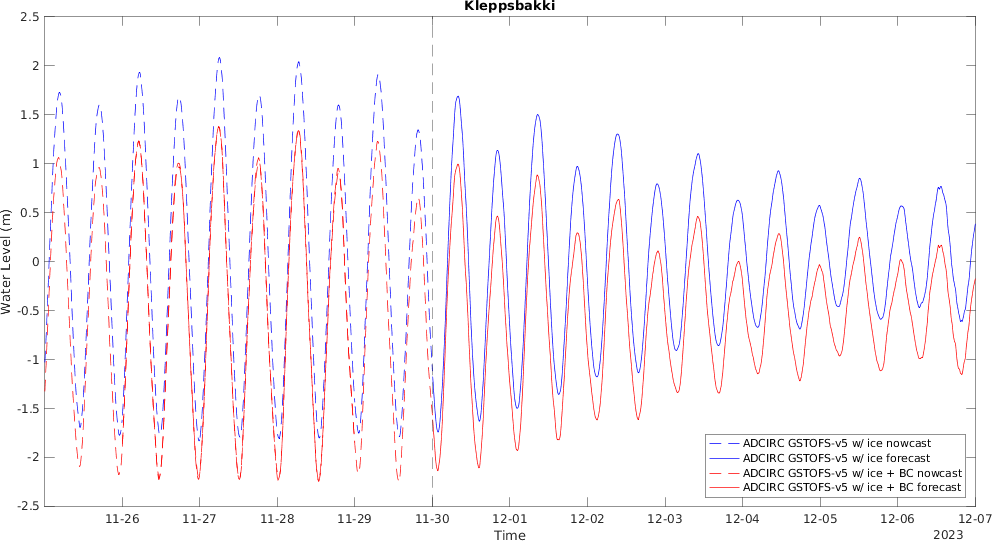 Kleppsbakki
2.5
2
1.5
1
0.5
0
-0.5
-1
-1.5
-2
-2.5
Water Level (m)
11-26 11-27 11-28 11-29 11-30 12-01 12-02 12-03 12-04 12-05 12-06 12-07
Time
2023
ADCIRC GSTOFS-v5 w/ ice nowcast
ADCIRC GSTOFS-v5 w/ ice forecast
ADCIRC GSTOFS-v5 w/ ice + BC nowcast
ADCIRC GSTOFS-v5 w/ ice + BC forecast